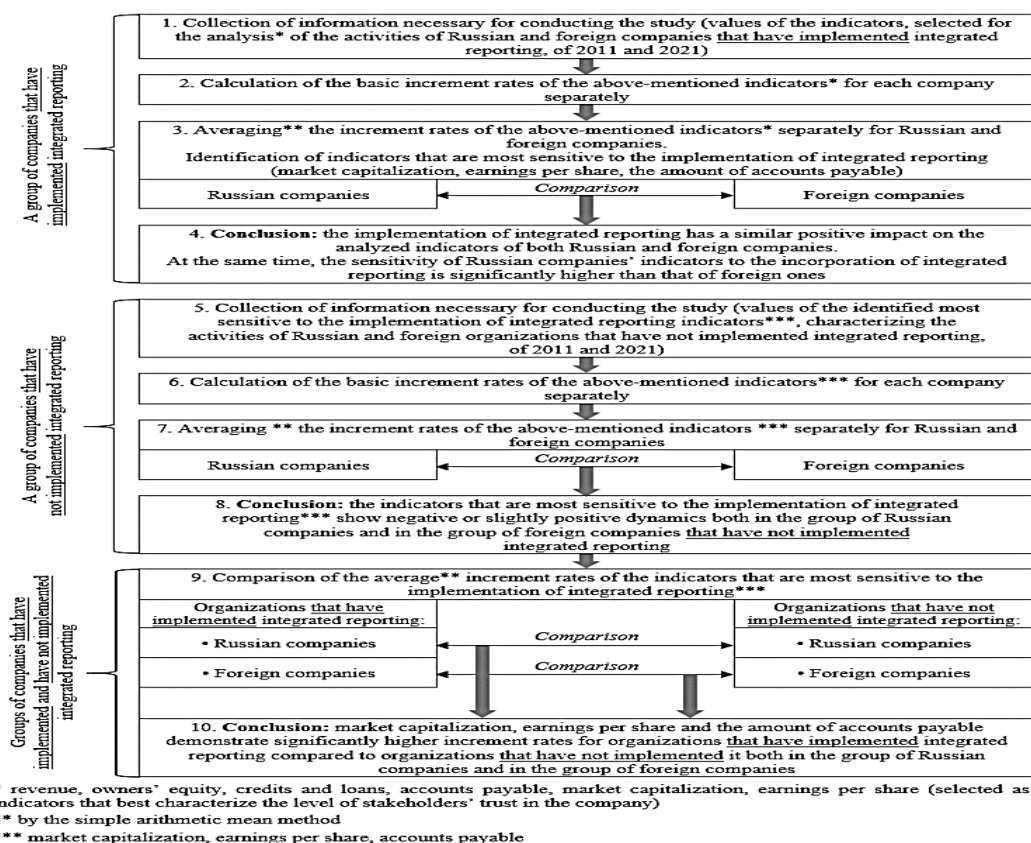 A group of companies that have
implemented integrated reporting
1. Collection of information necessary for conducting the study (values of the indicators, selected for
the analysis* of the activities of Russian and foreign companies that have implemented integrated
reporting, of 2011 and 2021)
2. Calculation of the basic increment rates of the above-mentioned indicators* for each company
separately
3. Averaging** the increment rates of the above-mentioned indicators* separately for Russian and
foreign companies.
Identification of indicators that are most sensitive to the implementation of integrated reporting
(market capitalization, earnings per share, the amount of accounts payable)
Russian companies
Comparison
Foreign companies
4. Conclusion: the implementation of integrated reporting has a similar positive impact on the
analyzed indicators of both Russian and foreign companies.
At the same time, the sensitivity of Russian companies' indicators to the incorporation of integrated
reporting is significantly higher than that of foreign ones
A group of companies that have
not implemented integrated reporting
5. Collection of information necessary for conducting the study (values of the identified most
sensitive to the implementation of integrated reporting indicators***, characterizing the
activities of Russian and foreign organizations that have not implemented integrated reporting,
of 2011 and 2021)
6. Calculation of the basic increment rates of the above-mentioned indicators*** for each company
separately
7. Averaging ** the increment rates of the above-mentioned indicators *** separately for Russian and
foreign companies
Russian companies
Comparison
Foreign companies
8. Conclusion: the indicators that are most sensitive to the implementation of integrated
reporting*** show negative or slightly positive dynamics both in the group of Russian
companies and in the group of foreign companies that have not implemented
integrated reporting
Groups of companies that have
implemented and have not implemented
integrated reporting
9. Comparison of the average** increment rates of the indicators that are most sensitive to the
implementation of integrated reporting***
Organizations that have
implemented integrated reporting:
Organizations that have not
implemented integrated reporting:
• Russian companies
Comparison
• Russian companies
• Foreign companies
Comparison
• Foreign companies
10. Conclusion: market capitalization, earnings per share and the amount of accounts payable
demonstrate significantly higher increment rates for organizations that have implemented integrated
reporting compared to organizations that have not implemented it both in the group of Russian
companies and in the group of foreign companies
* revenue, owners' equity, credits and loans, accounts payable, market capitalization, earnings per share (selected as
indicators that best characterize the level of stakeholders' trust in the company)
** by the simple arithmetic mean method
*** market capitalization, earnings per share, accounts payable